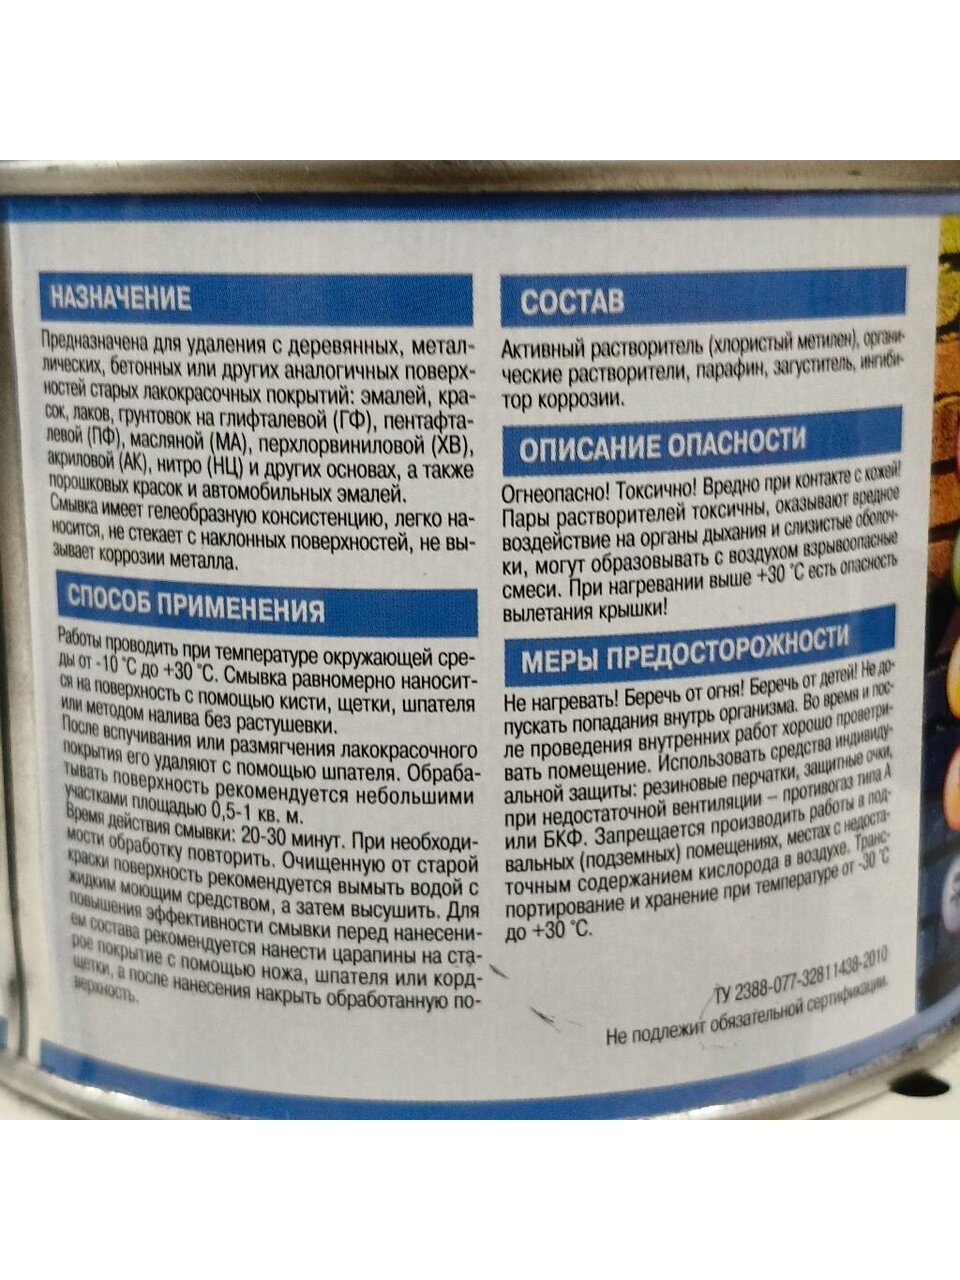 НАЗНАЧЕНИЕ
Предназначена для удаления с деревянных, метал-
лических, бетонных или других аналогичных поверх-
ностей старых лакокрасочных покрытий: эмалей, кра-
сок, лаков, грунтовок на глифталевой (ГФ), пентафта-
левой (ПФ), масляной (МА), перхлорвиниловой (ХВ),
акриловой (АК), нитро (НЦ) и других основах, а также
порошковых красок и автомобильных эмалей.
Смывка имеет гелеобразную консистенцию, легко на-
носится, не стекает с наклонных поверхностей, не вы-
зывает коррозии металла.
СПОСОБ ПРИМЕНЕНИЯ
Работы проводить при температуре окружающей сре-
ды от -10 °С до +30 °С. Смывка равномерно наносит-
ся на поверхность с помощью кисти, щетки, шпателя
или методом налива без растушевки.
После вспучивания или размягчения лакокрасочного
покрытия его удаляют с помощью шпателя. Обраба-
тывать поверхность рекомендуется небольшими
участками площадью 0,5-1 кв. м.
Время действия смывки: 20-30 минут. При необходи-
мости обработку повторить. Очищенную от старой
краски поверхность рекомендуется вымыть водой с
жидким моющим средством, а затем высушить. Для
повышения эффективности смывки перед нанесени-
ем состава рекомендуется нанести царапины на ста-
рое покрытие с помощью ножа, шпателя или корд-
щетки, а после нанесения накрыть обработанную по-
верхность.
СОСТАВ
Активный растворитель (хлористый метилен), органи-
ческие растворители, парафин, загуститель, ингиби-
тор коррозии.
ОПИСАНИЕ ОПАСНОСТИ
Огнеопасно! Токсично! Вредно при контакте с кожей!
Пары растворителей токсичны, оказывают вредное
воздействие на органы дыхания и слизистые оболоч-
ки, могут образовывать с воздухом взрывоопасные
смеси. При нагревании выше +30 °С есть опасность
вылетания крышки!
МЕРЫ ПРЕДОСТОРОЖНОСТИ
Не нагревать! Беречь от огня! Беречь от детей! Не до-
пускать попадания внутрь организма. Во время и пос-
ле проведения внутренних работ хорошо проветри-
вать помещение. Использовать средства индивиду-
альной защиты: резиновые перчатки, защитные очки,
при недостаточной вентиляции – противогаз типа А
или БКФ. Запрещается производить работы в под-
вальных (подземных) помещениях, местах с недоста-
точным содержанием кислорода в воздухе. Транс-
портирование и хранение при температуре от -30 °С
до +30 °С.
ТУ 2388-077-32811438-2010
Не подлежит обязательной сертификации.